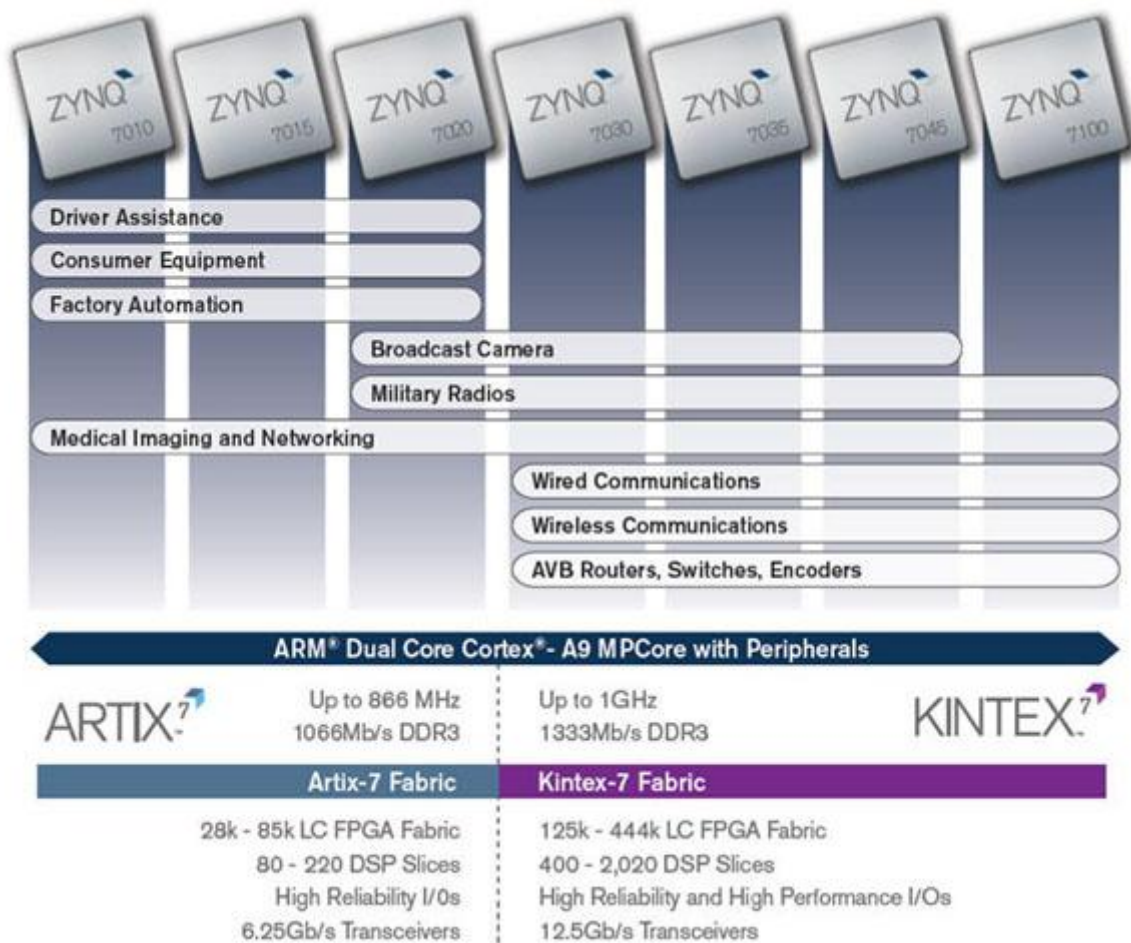 ZYNQ 7010
ZYNQ 7015
ZYNQ 7020
ZYNQ 7030
ZYNQ 7035
ZYNQ 7045
ZYNQ 7100
Driver Assistance
Consumer Equipment
Factory Automation
Broadcast Camera
Military Radios
Medical Imaging and Networking
Wired Communications
Wireless Communications
AVB Routers, Switches, Encoders
ARM® Dual Core Cortex®- A9 MPCore with Peripherals
ARTIX7™
Up to 866 MHz
1066Mb/s DDR3
Up to 1GHz
1333Mb/s DDR3
KINTEX7™
Artix-7 Fabric
Kintex-7 Fabric
28k - 85k LC FPGA Fabric
80 - 220 DSP Slices
High Reliability I/0s
6.25Gb/s Transceivers
125k - 444k LC FPGA Fabric
400 - 2,020 DSP Slices
High Reliability and High Performance I/Os
12.5Gb/s Transceivers